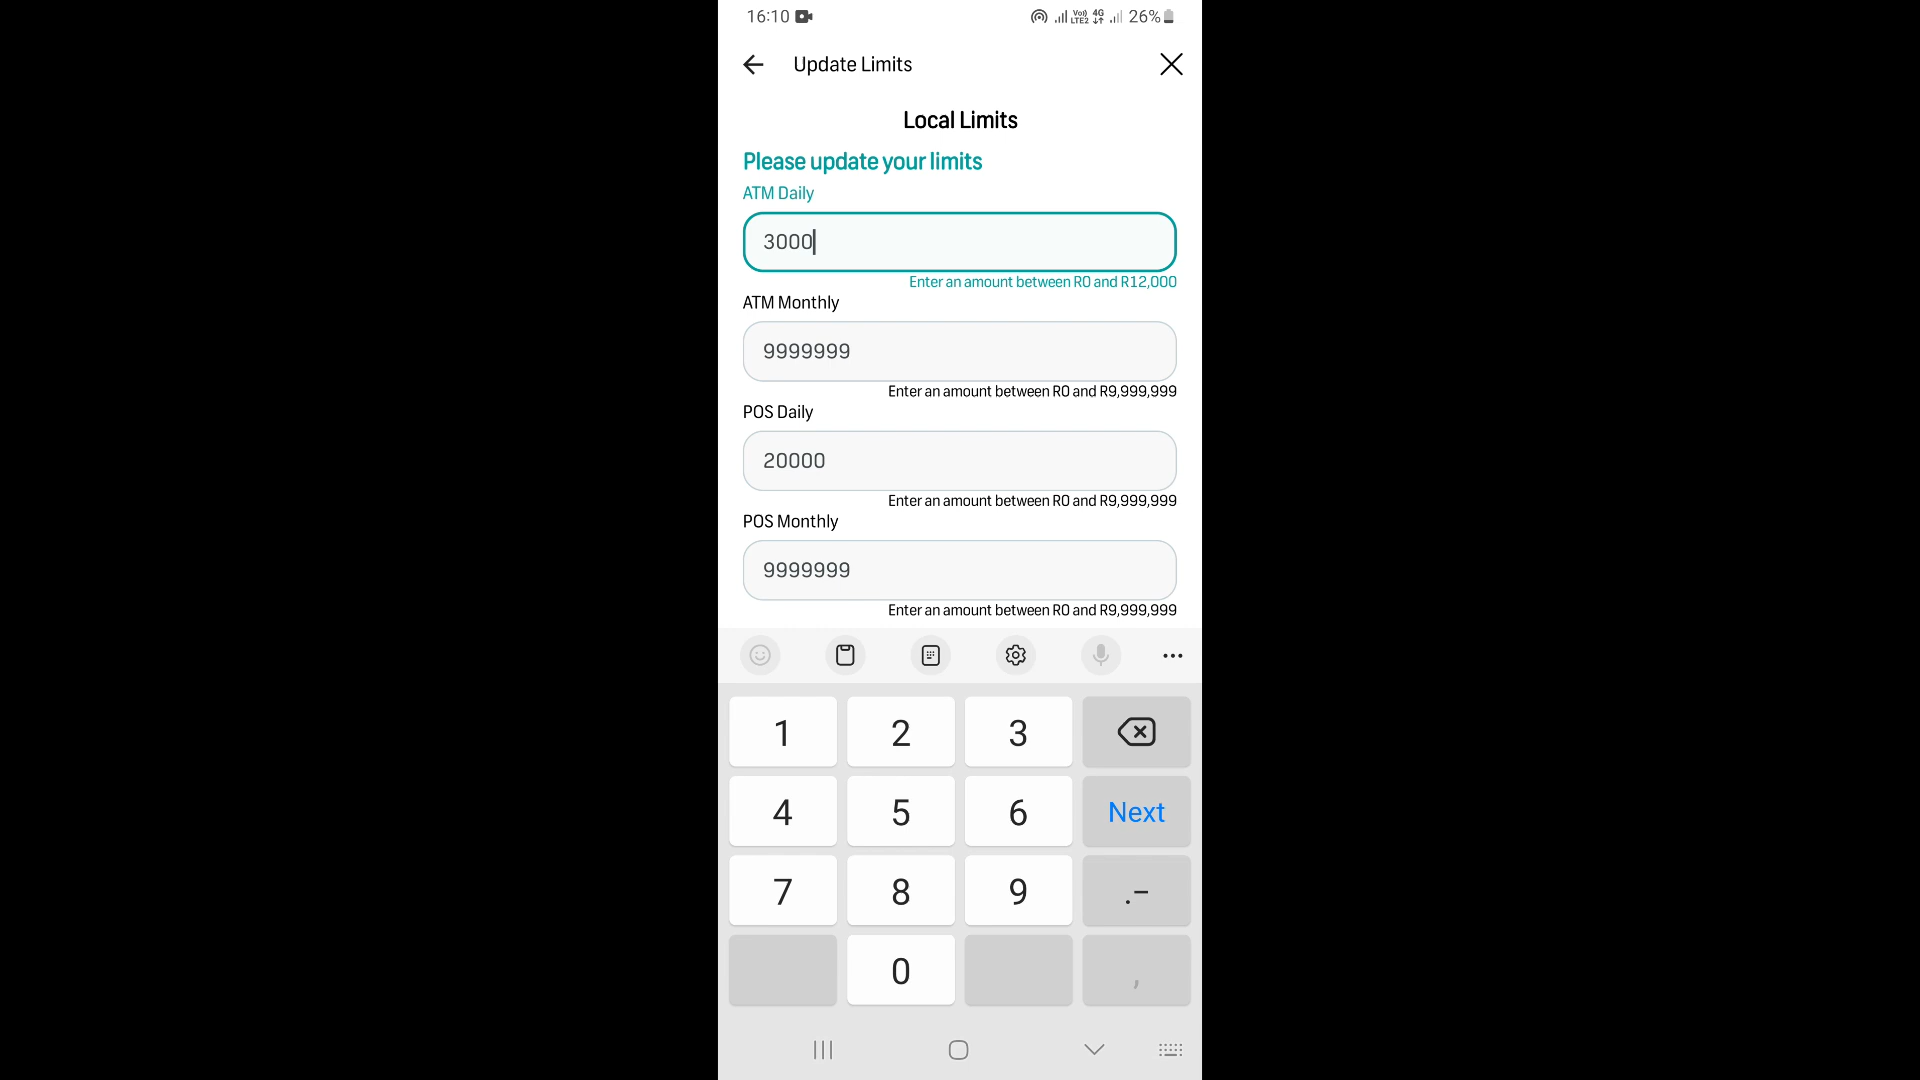 16:10
Vo) LTE2 4G 26%
Update Limits
Local Limits
Please update your limits
ATM Daily
3000
Enter an amount between R0 and R12,000
ATM Monthly
9999999
Enter an amount between R0 and R9,999,999
POS Daily
20000
Enter an amount between R0 and R9,999,999
POS Monthly
9999999
Enter an amount between R0 and R9,999,999
1 2 3
4 5 6 Next
7 8 9 .-
0 ,